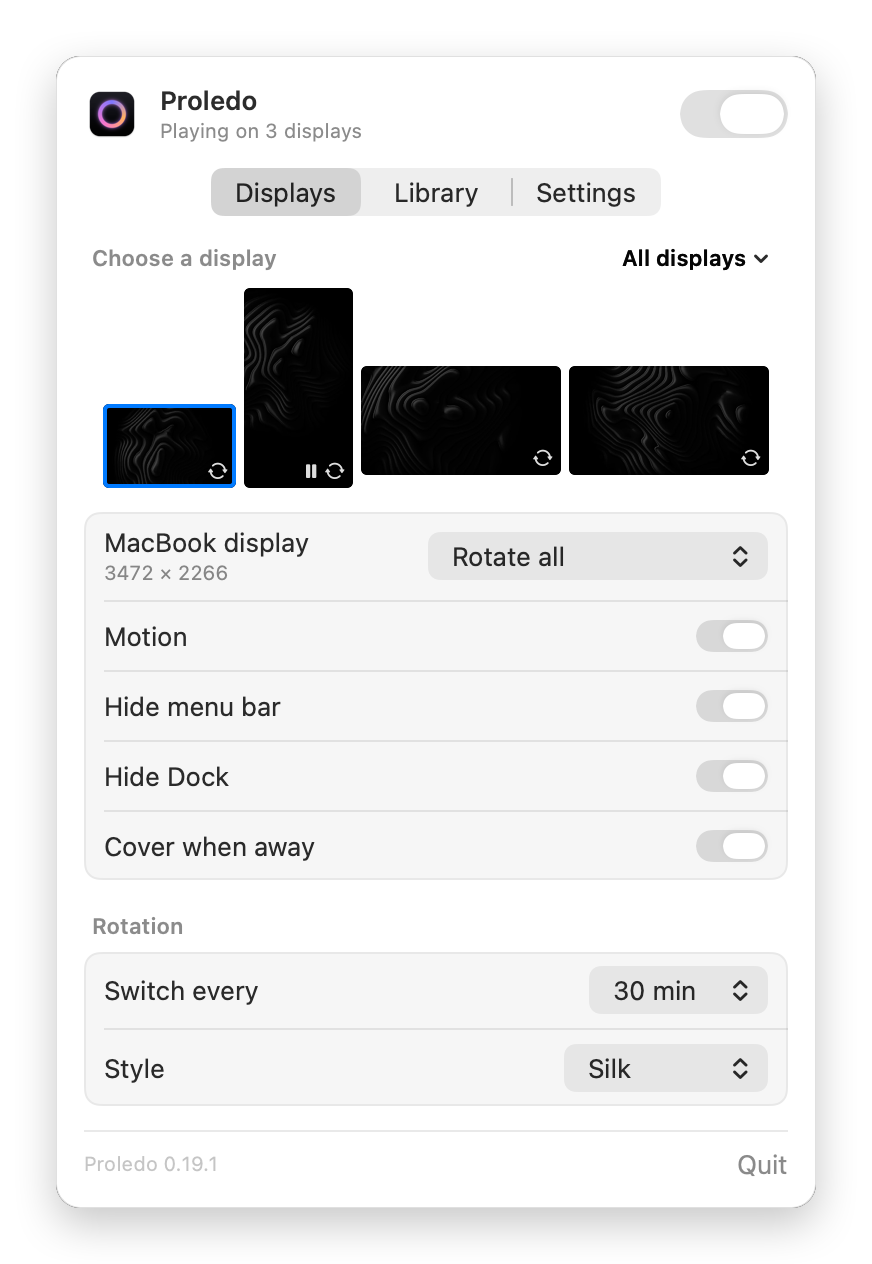 Proledo
Playing on 3 displays
Displays
Library
Settings
Choose a display
All displays
MacBook display
3472 × 2266
Rotate all
Motion
Hide menu bar
Hide Dock
Cover when away
Rotation
Switch every
30 min
Style
Silk
Proledo 0.19.1
Quit